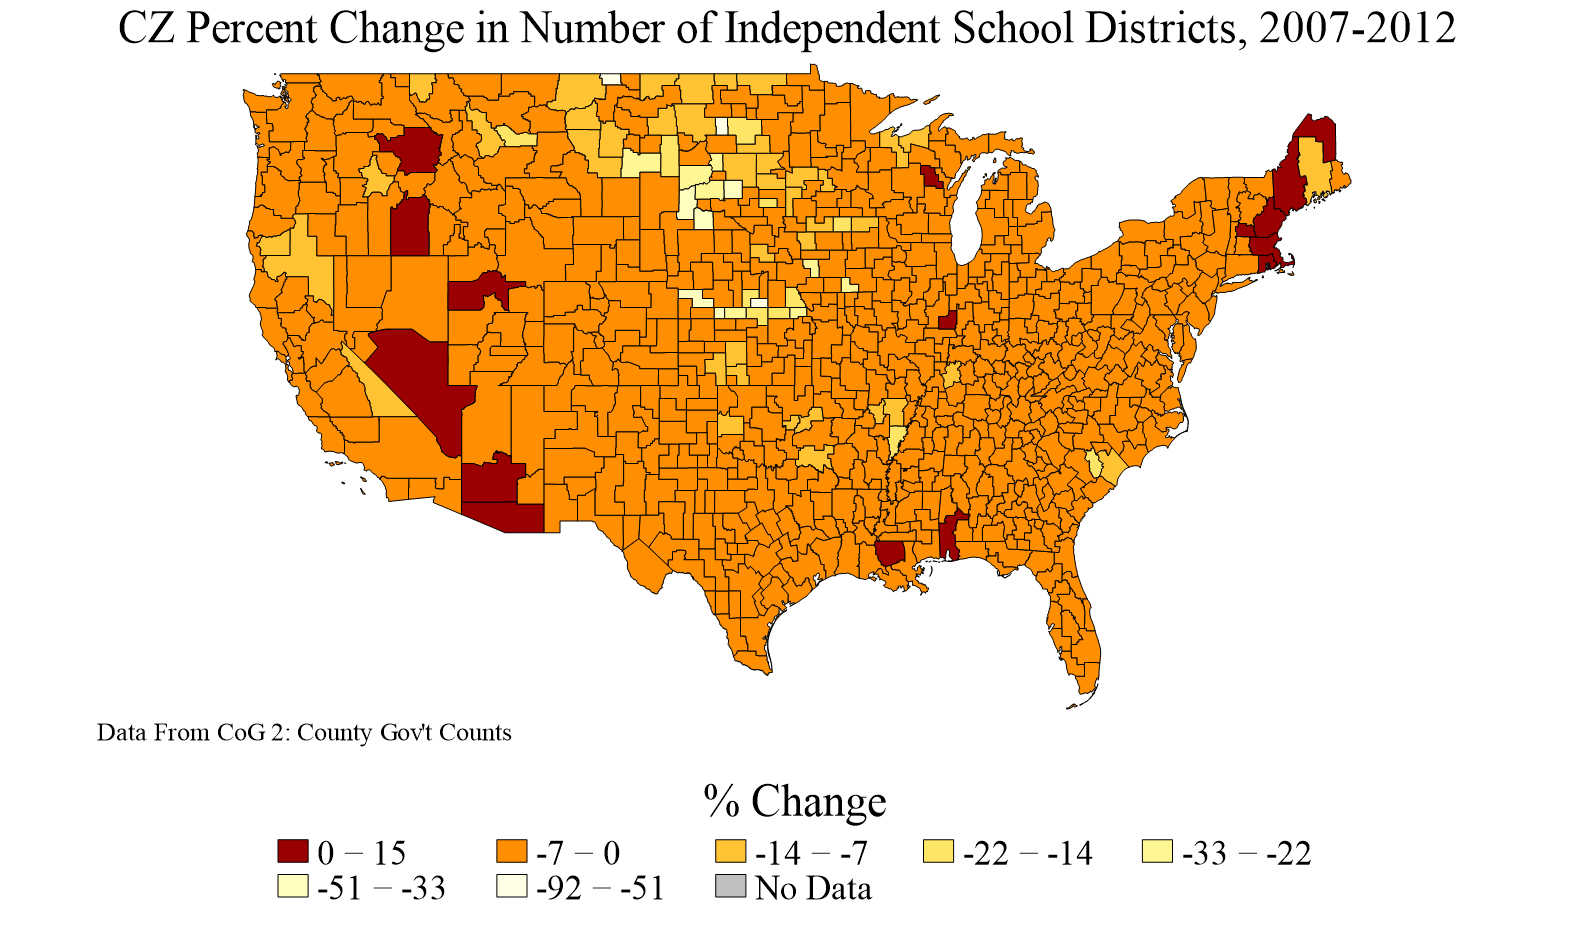 CZ Percent Change in Number of Independent School Districts, 2007-2012
Data From CoG 2: County Gov't Counts
% Change
0 − 15 -7 − 0 -14 − -7 -22 − -14 -33 − -22
-51 − -33 -92 − -51 No Data